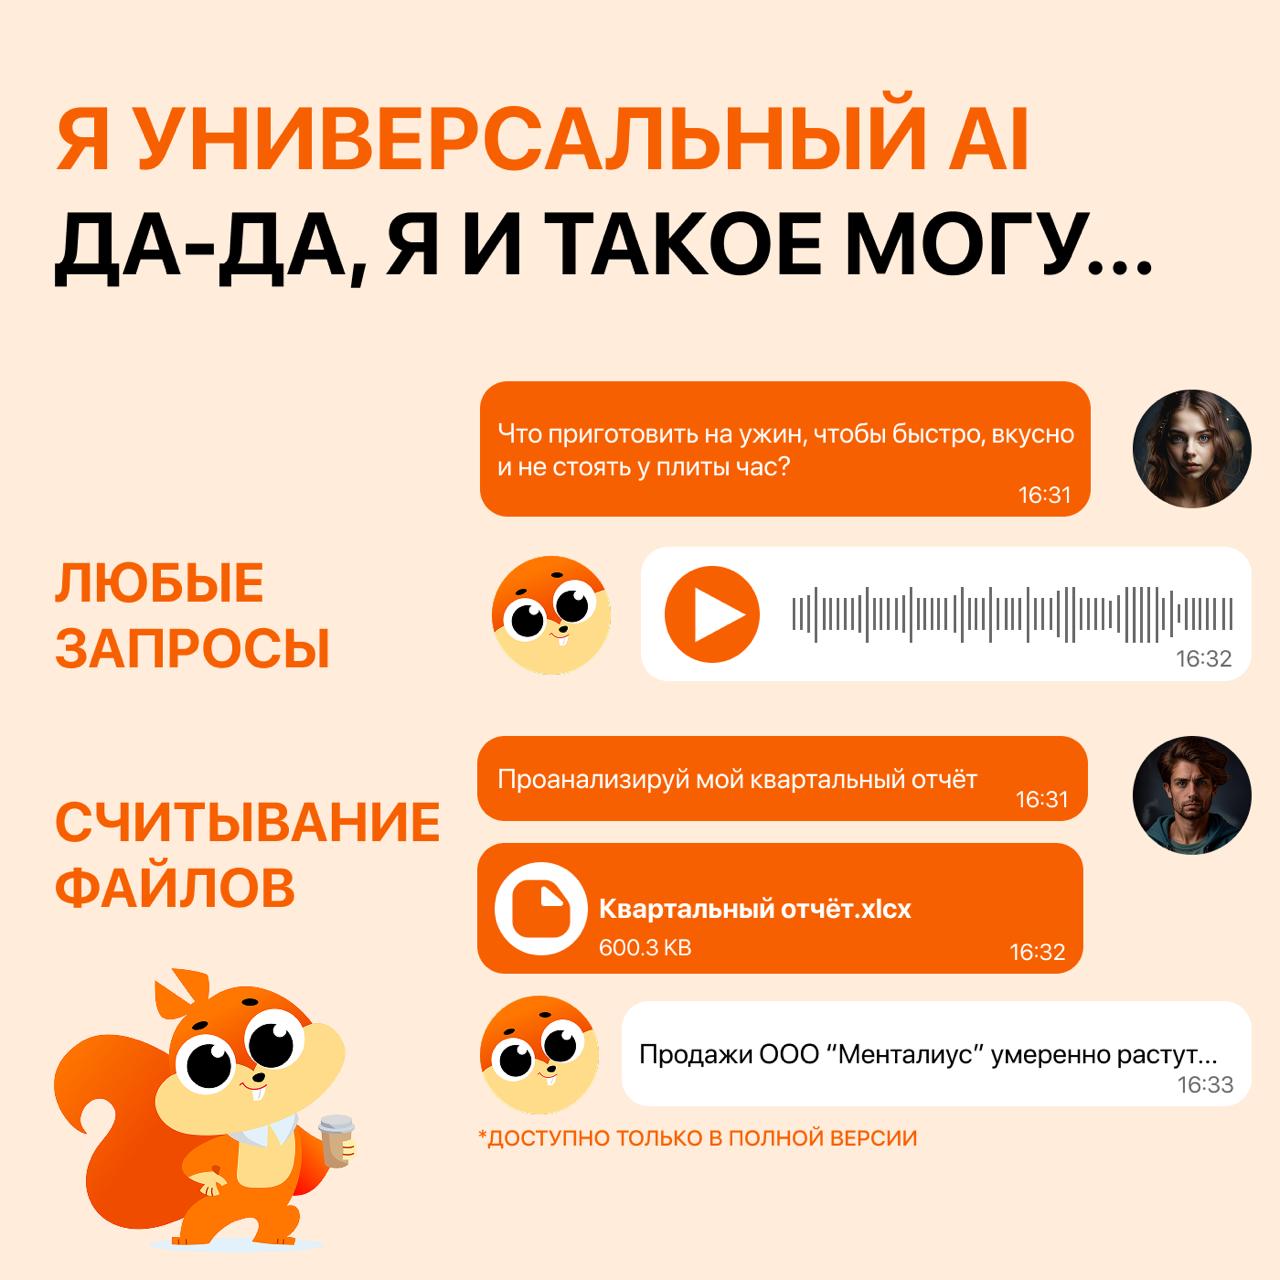 Я УНИВЕРСАЛЬНЫЙ AI
ДА-ДА, Я И ТАКОЕ МОГУ...
Что приготовить на ужин, чтобы быстро, вкусно
и не стоять у плиты час?
16:31
ЛЮБЫЕ
ЗАПРОСЫ
16:32
СЧИТЫВАНИЕ
ФАЙЛОВ
Проанализируй мой квартальный отчёт
16:31
Квартальный отчёт.xlcx
600.3 KB
16:32
Продажи ООО “Менталиус” умеренно растут...
16:33
*ДОСТУПНО ТОЛЬКО В ПОЛНОЙ ВЕРСИИ